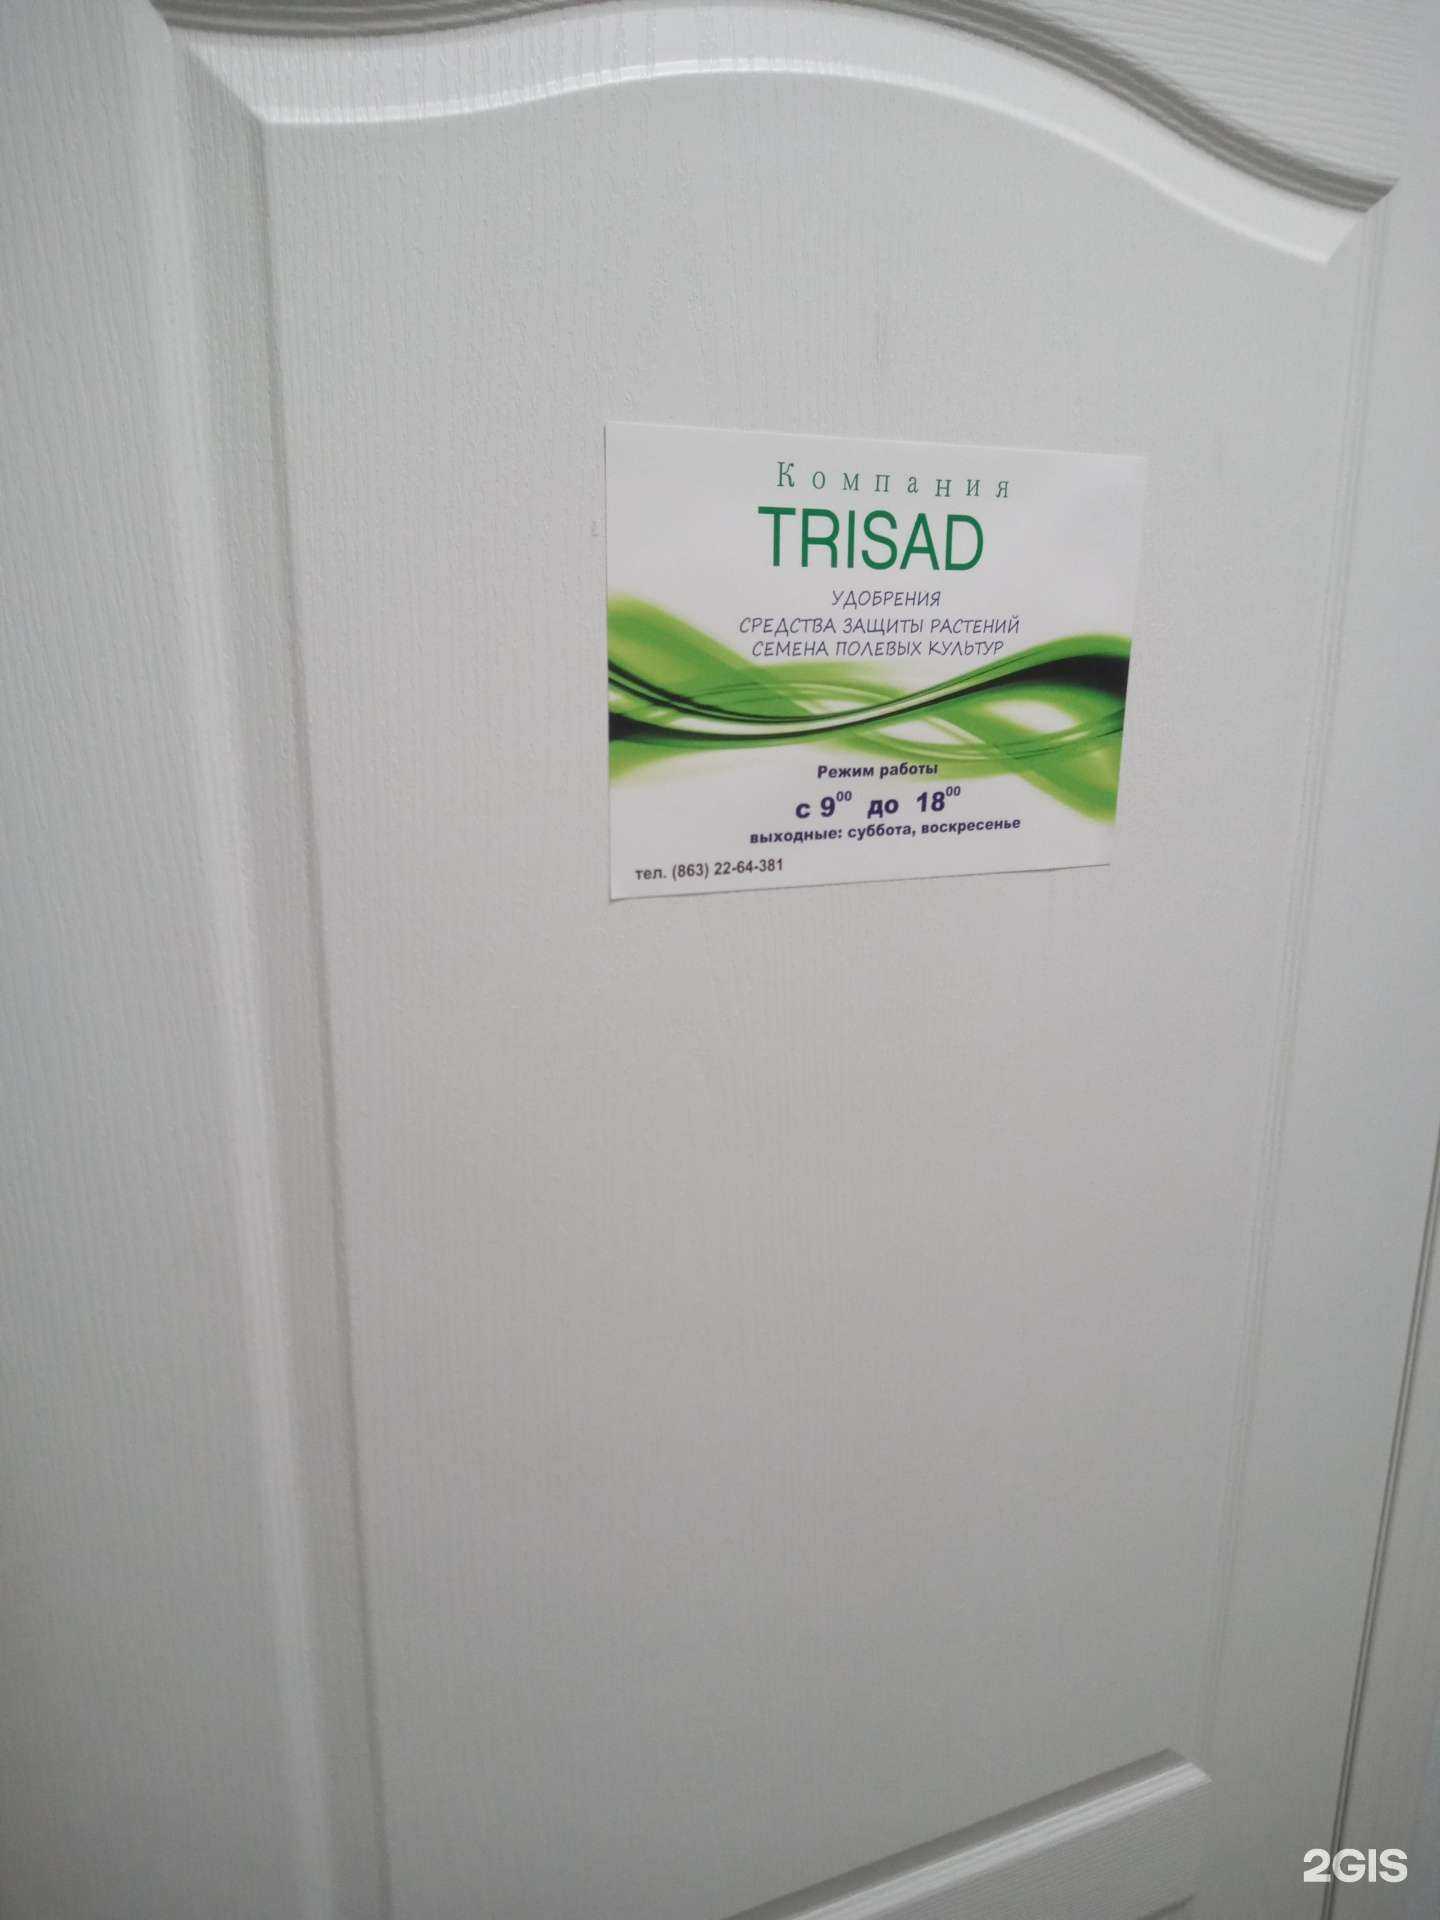 Компания
TRISAD
УДОБРЕНИЯ
СРЕДСТВА ЗАЩИТЫ РАСТЕНИЙ
СЕМЕНА ПОЛЕВЫХ КУЛЬТУР
Режим работы
с 9⁰⁰ до 18⁰⁰
выходные: суббота, воскресенье
тел. (863) 22-64-381
2GIS